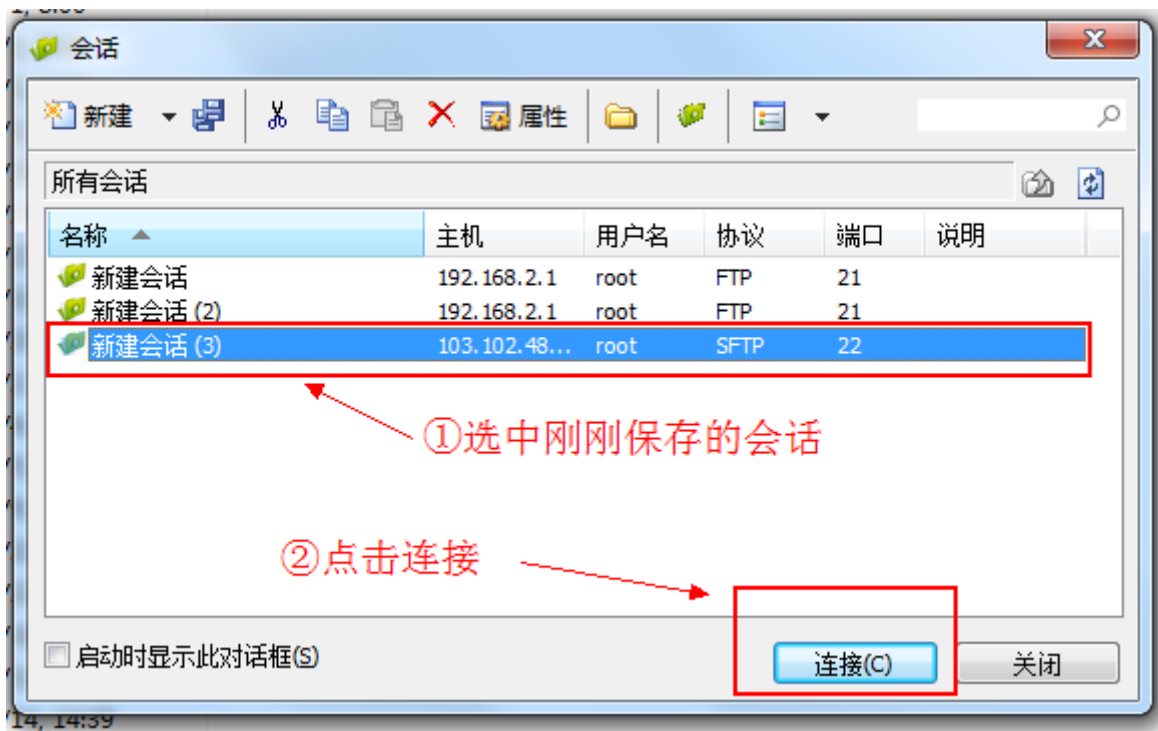 会话
新建 属性
所有会话
名称 主机 用户名 协议 端口 说明
新建会话 192.168.2.1 root FTP 21
新建会话 (2) 192.168.2.1 root FTP 21
新建会话 (3) 103.102.48... root SFTP 22
①选中刚刚保存的会话
②点击连接
启动时显示此对话框(S) 连接(C) 关闭
14, 14:39